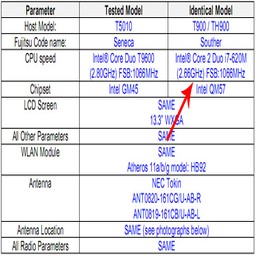 Parameter Tested Model Identical Model
Host Model: T5010 T900 / TH900
Fujitsu Code name: Seneca Souther
CPU speed Intel® Core Duo T9600 Intel® Core 2 Duo i7-620M
(2.80GHz) FSB:1066MHz (2.66GHz) FSB:1066MHz
Chipset Intel GM45 Intel QM57
LCD Screen SAME
13.3" WXGA
All Other Parameters SAME
WLAN Module SAME
Atheros 11a/b/g model: HB92
Antenna NEC Tokin
ANT0820-161CG/U-AB-R
ANT0819-161CB/U-AB-L
Antenna Location SAME (see photographs below)
All Radio Parameters SAME